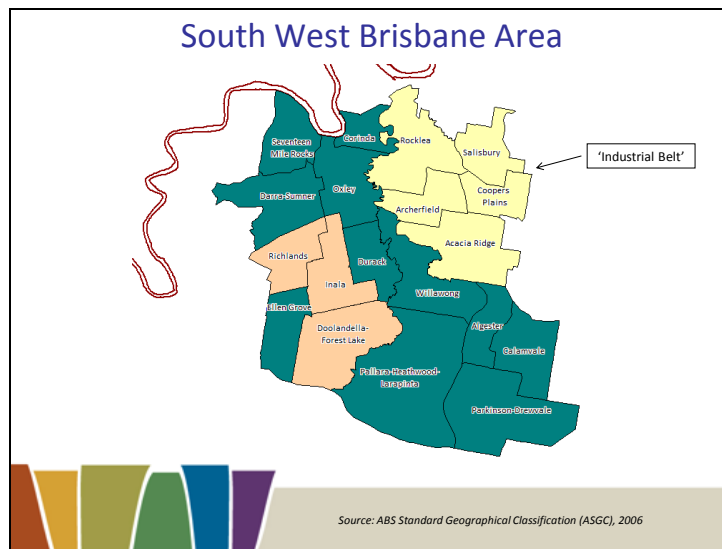 South West Brisbane Area
Corinda
Rocklea
Seventeen
Mile Rocks
Salisbury
'Industrial Belt'
Oxley
Darra-Sumner
Coopers
Plains
Archerfield
Acacia Ridge
Richlands
Durack
Inala
Willawong
Ellen Grove
Algester
Doolandella-
Forest Lake
Calamvale
Pallara-Heathwood-
Larapinta
Parkinson-Drewvale
Source: ABS Standard Geographical Classification (ASGC), 2006